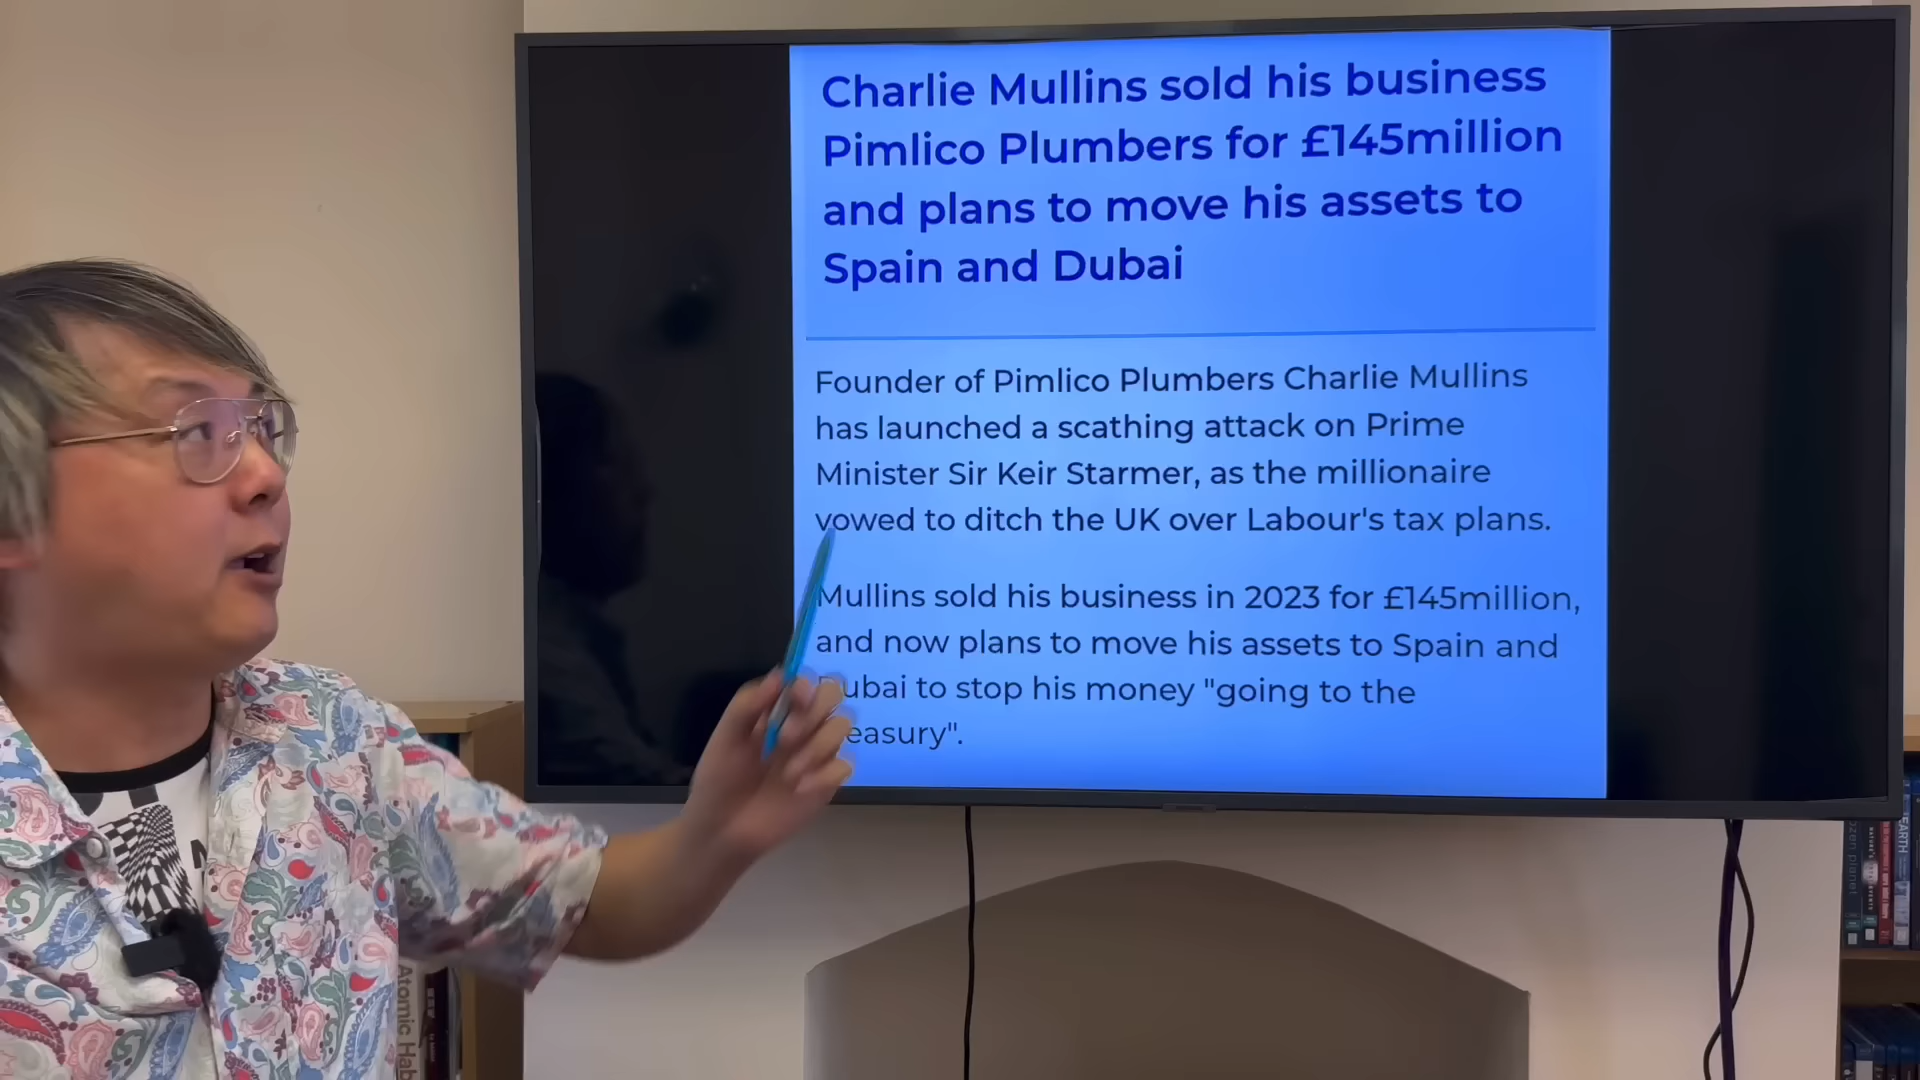 Charlie Mullins sold his business
Pimlico Plumbers for £145million
and plans to move his assets to
Spain and Dubai
Founder of Pimlico Plumbers Charlie Mullins
has launched a scathing attack on Prime
Minister Sir Keir Starmer, as the millionaire
vowed to ditch the UK over Labour's tax plans.
Mullins sold his business in 2023 for £145million,
and now plans to move his assets to Spain and
ubai to stop his money "going to the
easury".
Atomic Hab
EARTH